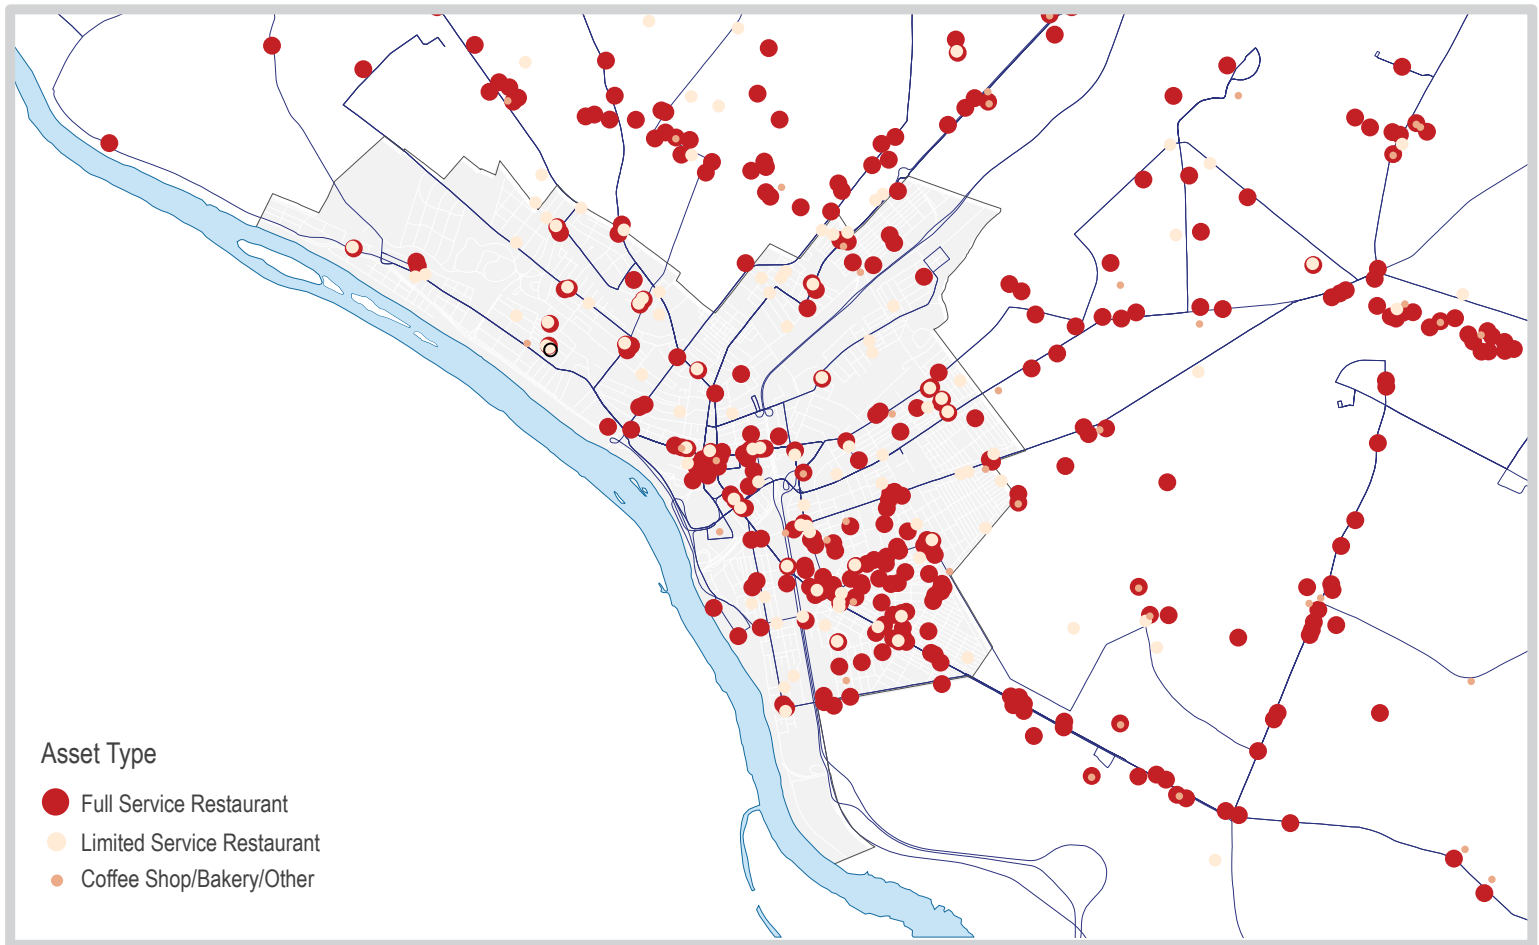 Asset Type
Full Service Restaurant
Limited Service Restaurant
Coffee Shop/Bakery/Other